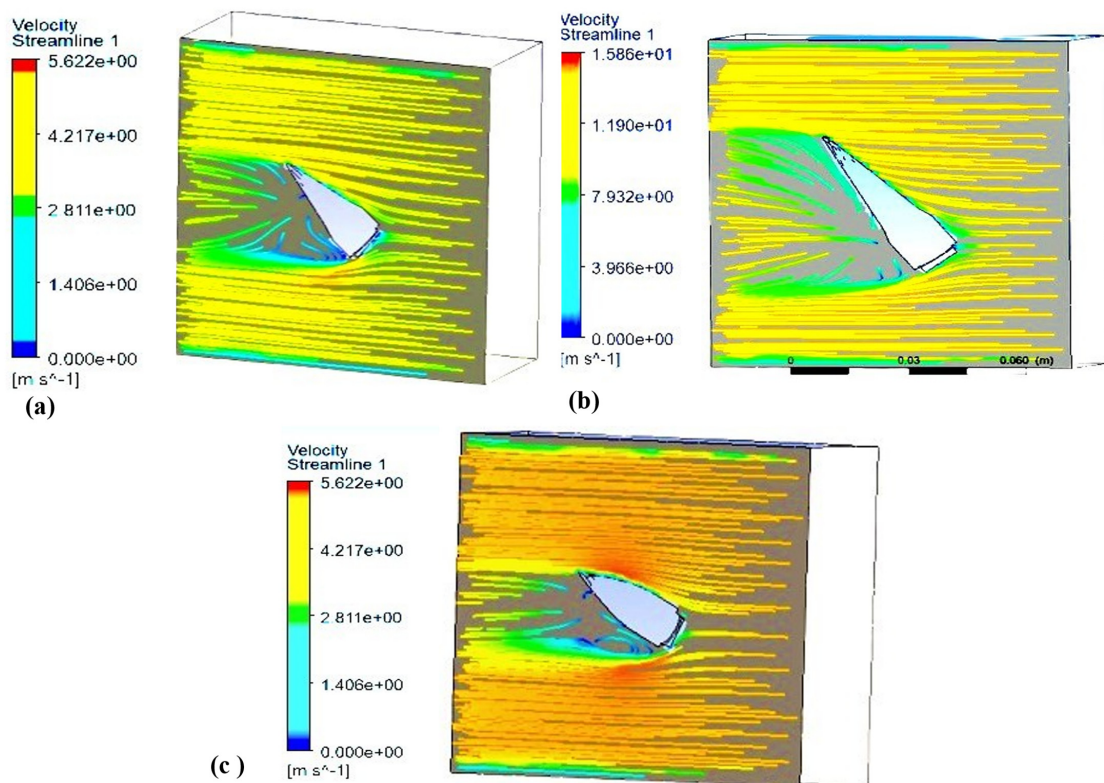 Velocity
Streamline 1
5.622e+00
4.217e+00
2.811e+00
1.406e+00
0.000e+00
[m s^-1]
(a)
Velocity
Streamline 1
1.586e+01
1.190e+01
7.932e+00
3.966e+00
0.000e+00
[m s^-1]
0 0.03 0.060 (m)
(b)
Velocity
Streamline 1
5.622e+00
4.217e+00
2.811e+00
1.406e+00
0.000e+00
[m s^-1]
(c )